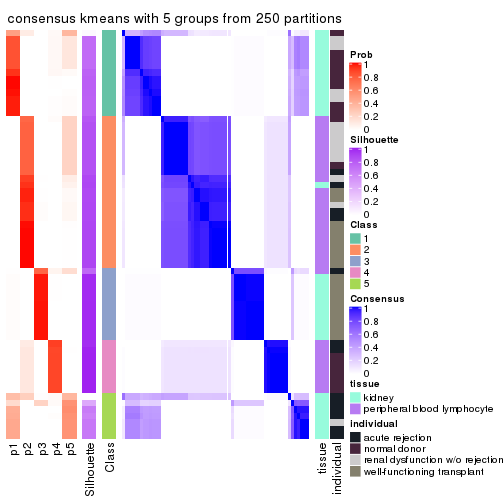 consensus kmeans with 5 groups from 250 partitions
Prob
1
0.8
0.6
0.4
0.2
0
Silhouette
1
0.8
0.6
0.4
0.2
0
Class
1
2
3
4
5
Consensus
1
0.8
0.6
0.4
0.2
0
tissue
kidney
peripheral blood lymphocyte
individual
acute rejection
normal donor
renal dysfunction w/o rejection
well-functioning transplant
p1
p2
p3
p4
p5
Silhouette
Class
tissue
individual